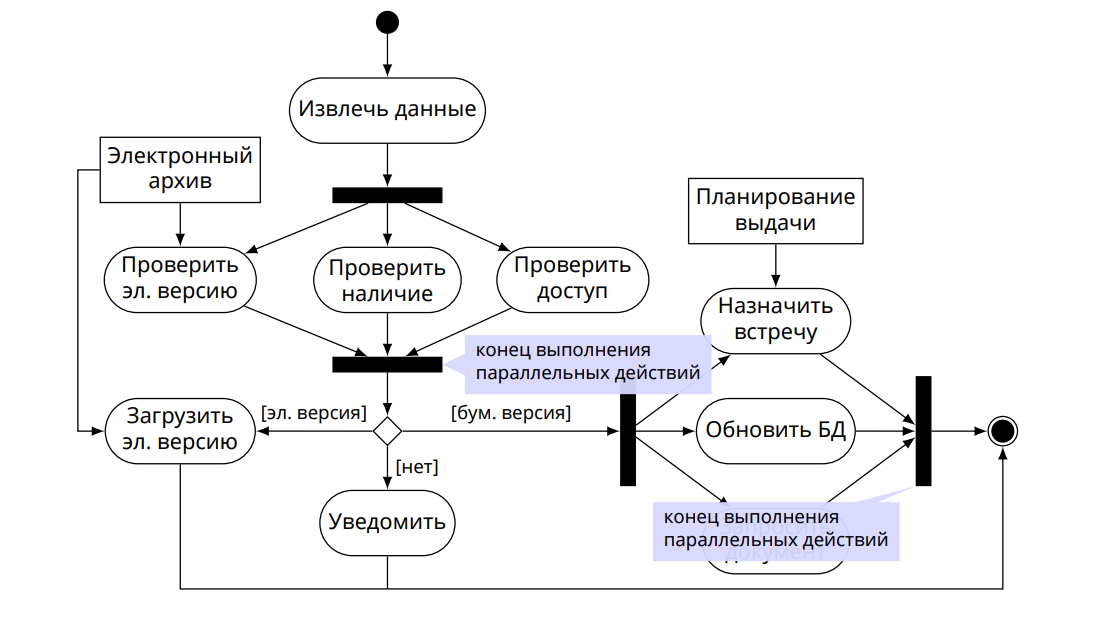 Извлечь данные
Электронный
архив
Планирование
выдачи
Проверить
эл. версию
Проверить
наличие
Проверить
доступ
Назначить
встречу
конец выполнения
параллельных действий
Загрузить
эл. версию
[эл. версия]
[бум. версия]
Обновить БД
[нет]
Уведомить
конец выполнения
параллельных действий
документ